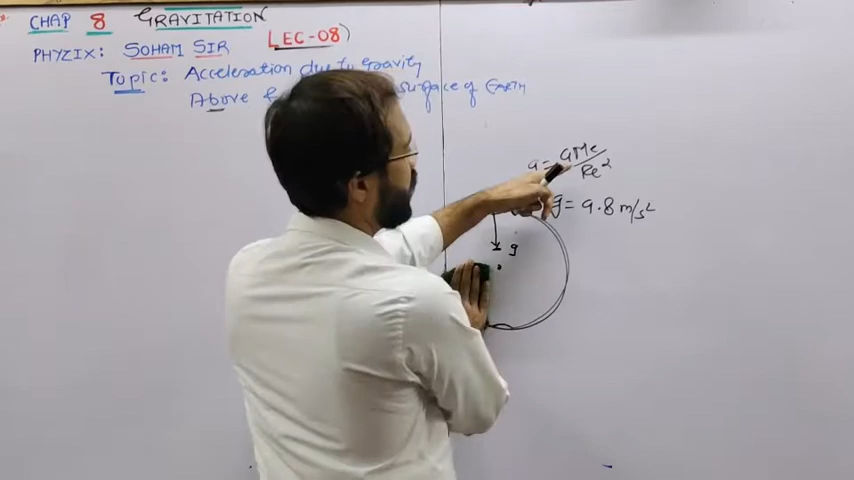 CHAP 8 GRAVITATION
PHYZIX: SOHAM SIR LEC-08
Topic: Acceleration due to Gravity
Above & surface of EARTH
g = GMe/Re²
g = 9.8 m/s²
g